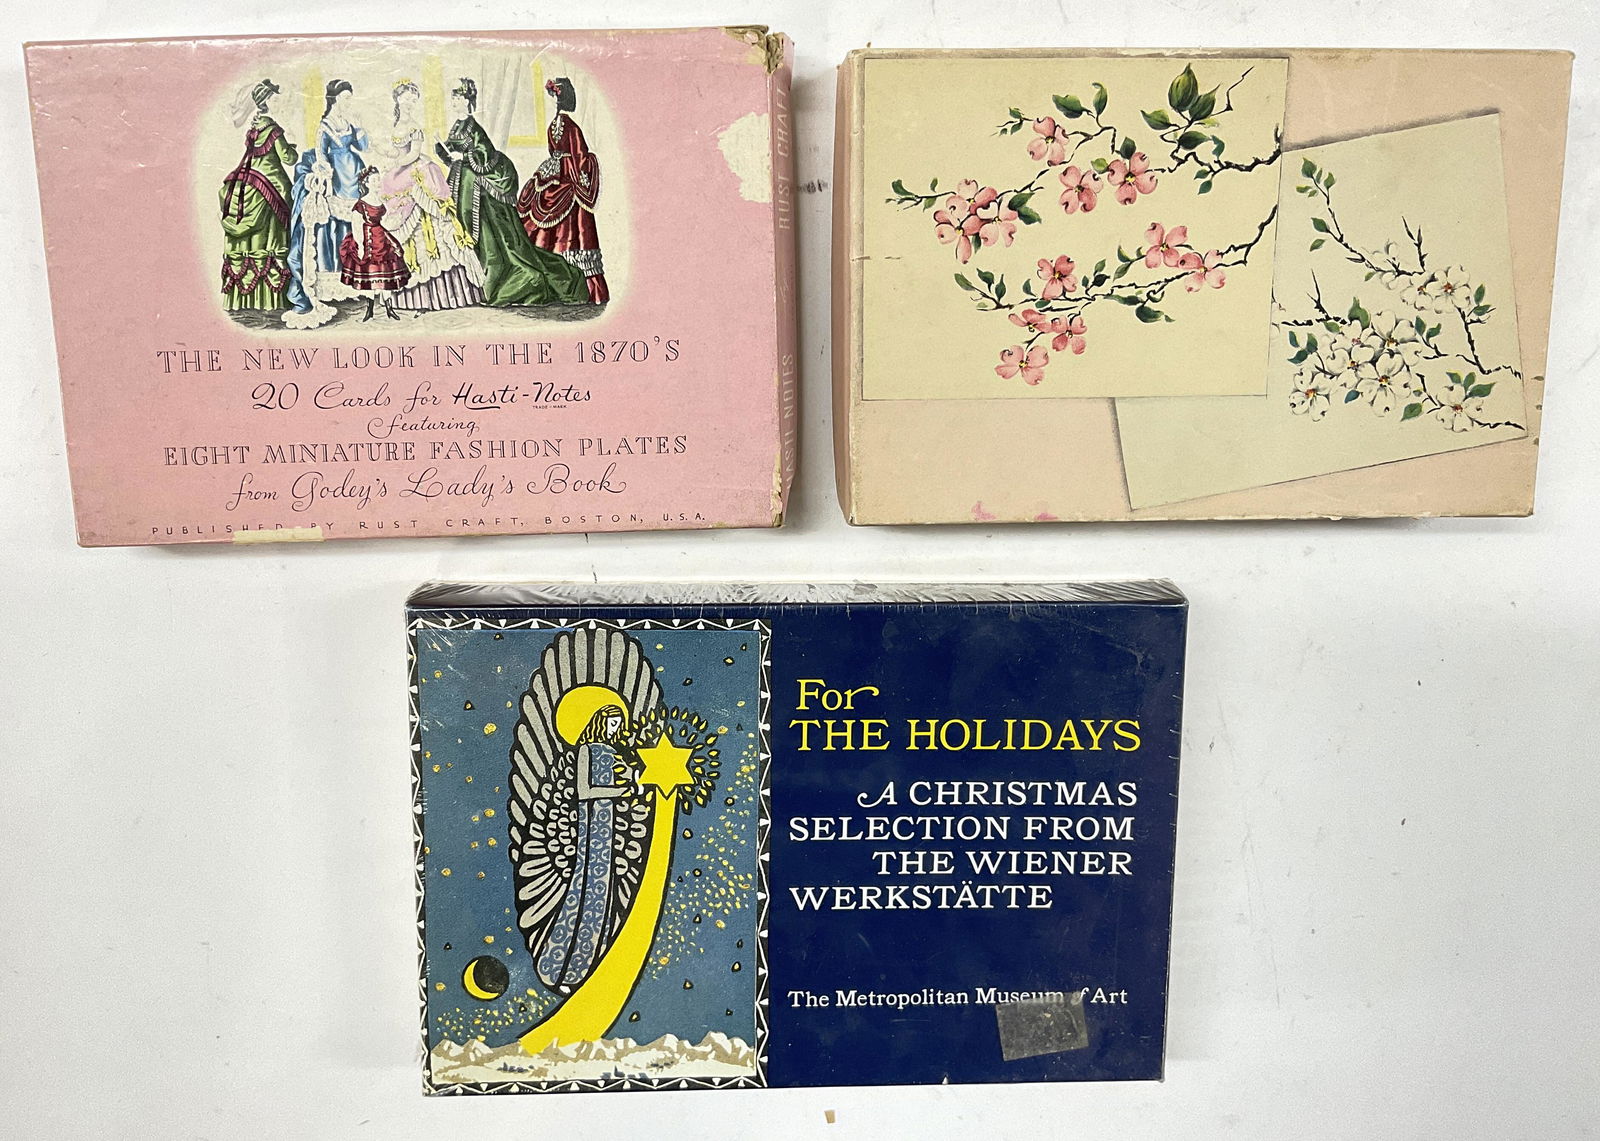 THE NEW LOOK IN THE 1870'S
20 Cards for Hasti-Notes
TRADE-MARK
featuring
EIGHT MINIATURE FASHION PLATES
from Godey's Lady's Book
PUBLISHED BY RUST CRAFT, BOSTON, U.S.A.
HASTI NOTES by RUST CRAFT
For
THE HOLIDAYS
A CHRISTMAS
SELECTION FROM
THE WIENER
WERKSTÄTTE
The Metropolitan Museum of Art